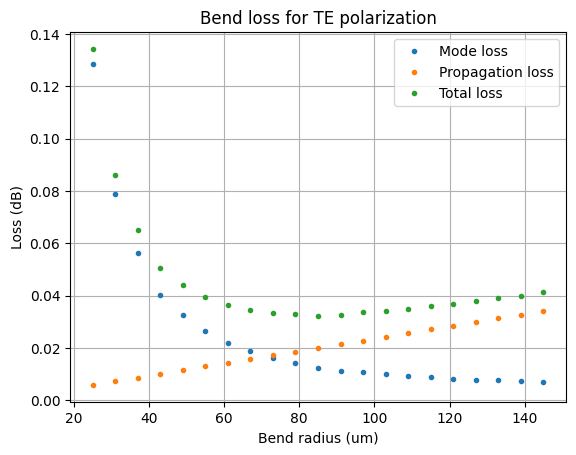 Bend loss for TE polarization
0.14
0.12
0.10
0.08
0.06
0.04
0.02
0.00
Loss (dB)
Mode loss
Propagation loss
Total loss
20 40 60 80 100 120 140
Bend radius (um)